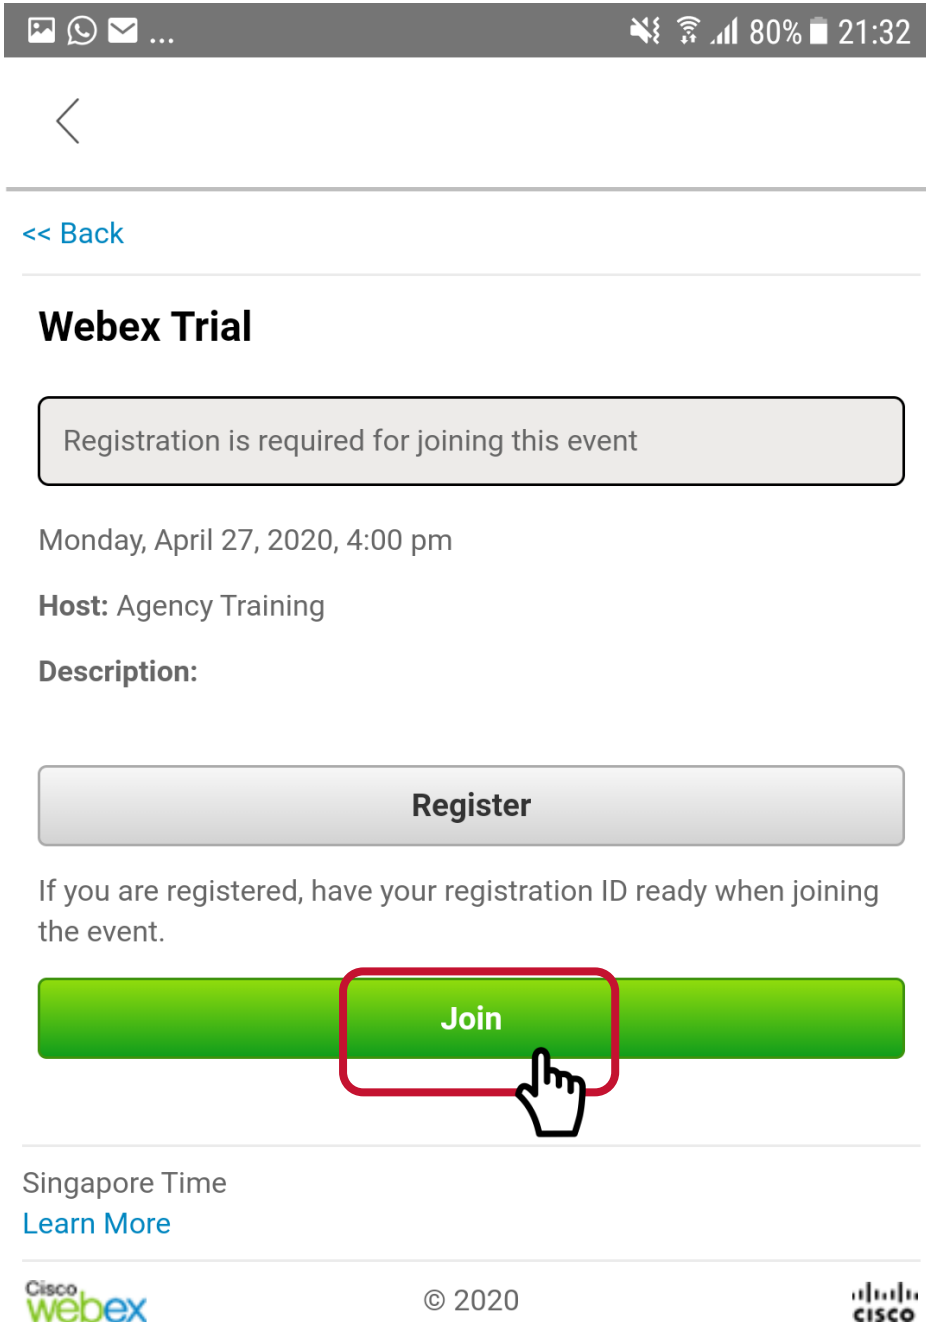 ... 80% 21:32
<< Back
Webex Trial
Registration is required for joining this event
Monday, April 27, 2020, 4:00 pm
Host: Agency Training
Description:
Register
If you are registered, have your registration ID ready when joining
the event.
Join
Singapore Time
Learn More
Cisco
webex
© 2020
cisco